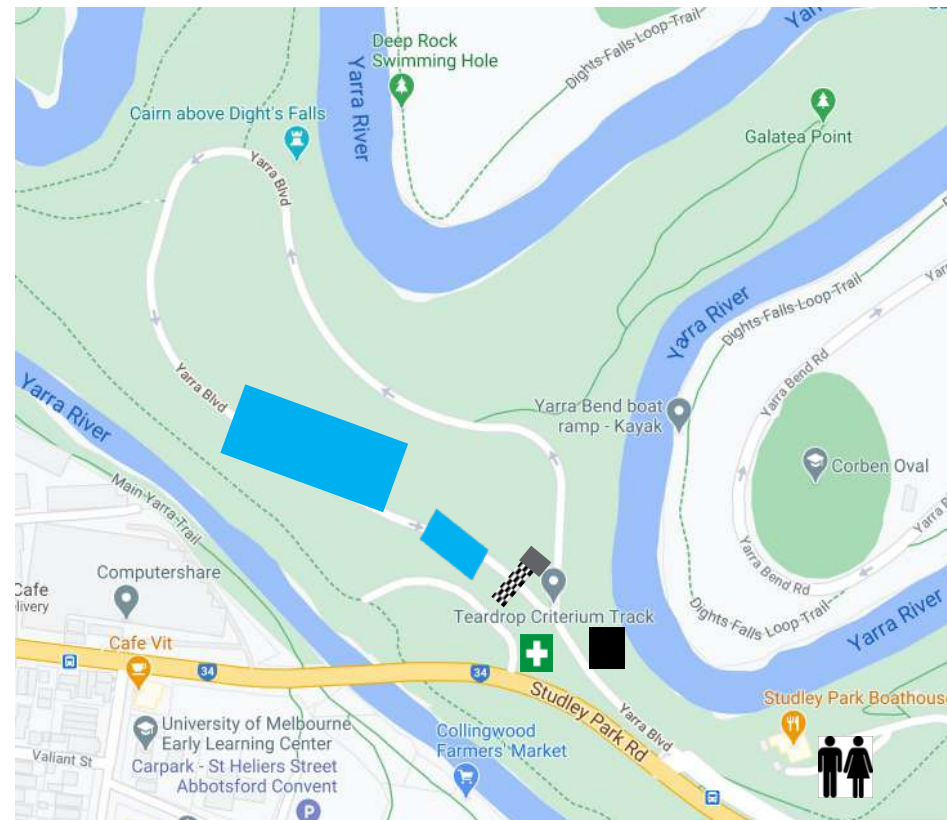 Yarra River
Deep Rock
Swimming Hole
Yarra River
Dights-Falls-Loop-Trail
Cairn above Dight's Falls
Galatea Point
Yarra Blvd
Yarra River
Dights-Falls-Loop-Trail
Yarra Bend Rd
Yarra Blvd
Yarra River
Yarra Bend boat
ramp - Kayak
Corben Oval
Main-Yarra-Trail
Yarra Bend Rd
Computershare
Cafe
Teardrop Criterium Track
Dights-Falls-Loop-Trail
Yarra River
Cafe Vit
34
34
Studley Park Rd
Yarra Blvd
Studley Park Boathouse
University of Melbourne
Early Learning Center
Collingwood
Farmers' Market
Valiant St
Carpark - St Heliers Street
Abbotsford Convent
P